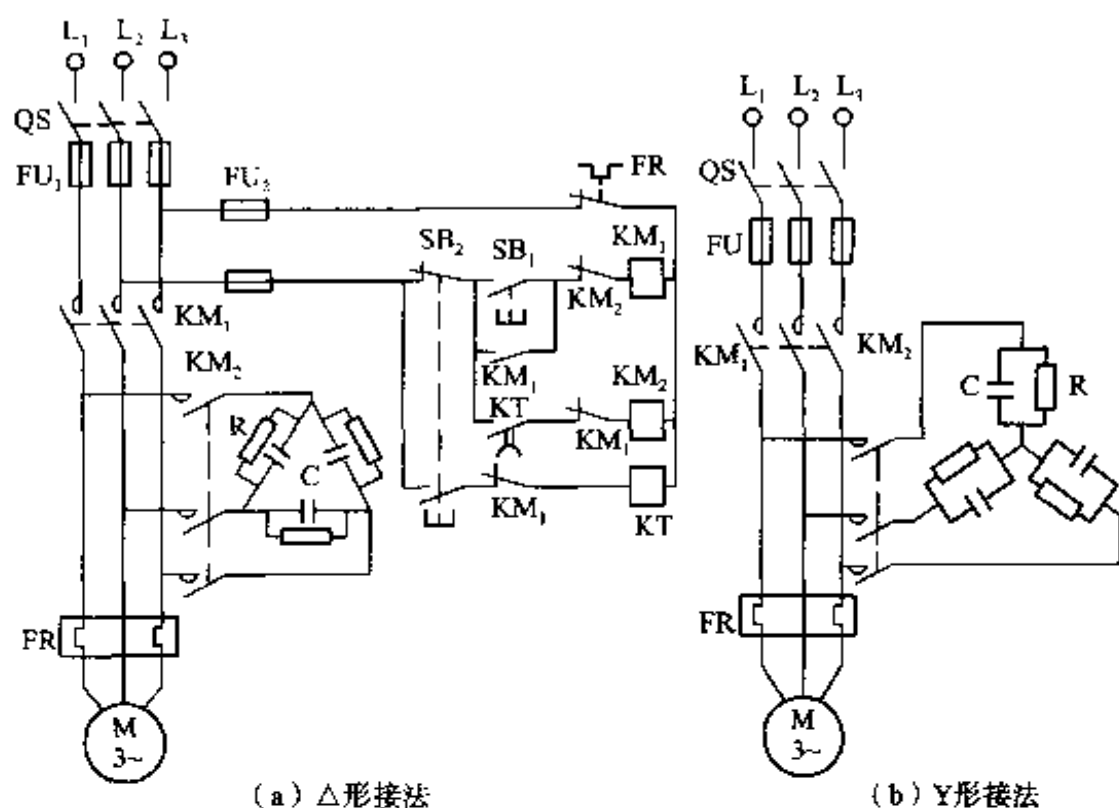 L1 L2 L3
QS
FU1
FU2
FR
SB2
SB1
KM1
KM2
KM1
KM1
KM2
KM2
KT
KM1
R
C
KM1
KT
FR
M
3~
(a)△形接法
L1 L2 L3
QS
FU
KM1
KM2
C
R
FR
M
3~
(b)Y形接法